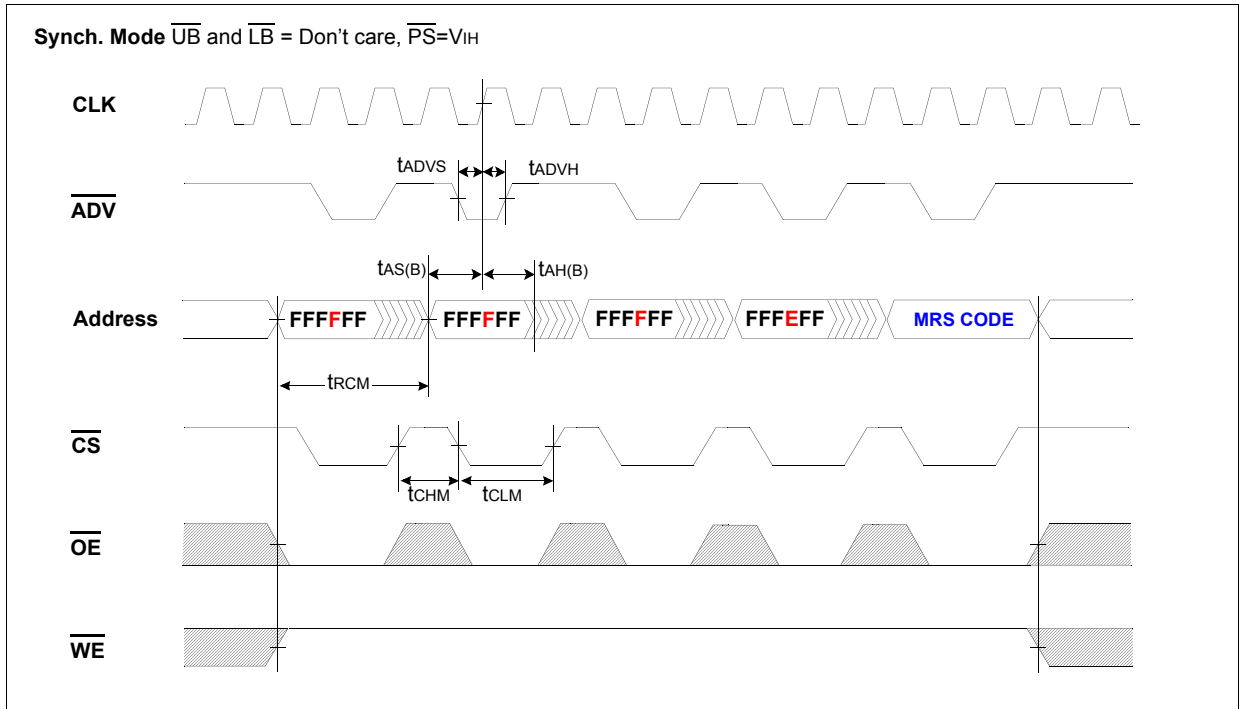 Synch. Mode UB and LB = Don't care, PS=VIH
CLK
tADVS tADVH
ADV
tAS(B) tAH(B)
Address FFFFFF FFFFFF FFFFFF FFFEFF MRS CODE
tRCM
CS
tCHM tCLM
OE
WE